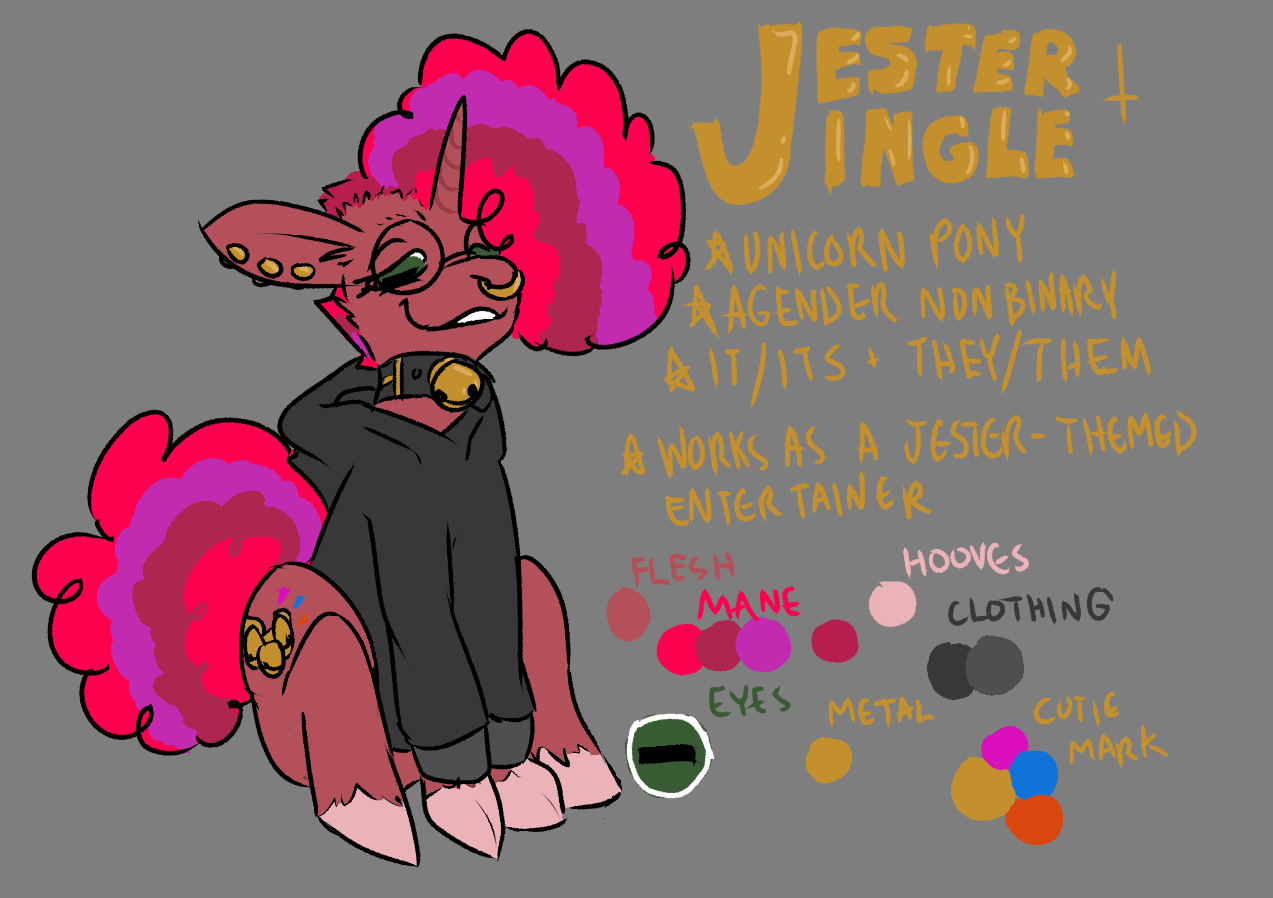 JESTER
JINGLE
UNICORN PONY
AGENDER NONBINARY
IT/ITS + THEY/THEM
WORKS AS A JESTER-THEMED
ENTERTAINER
FLESH
HOOVES
MANE
CLOTHING
EYES
METAL
CUTIE
MARK